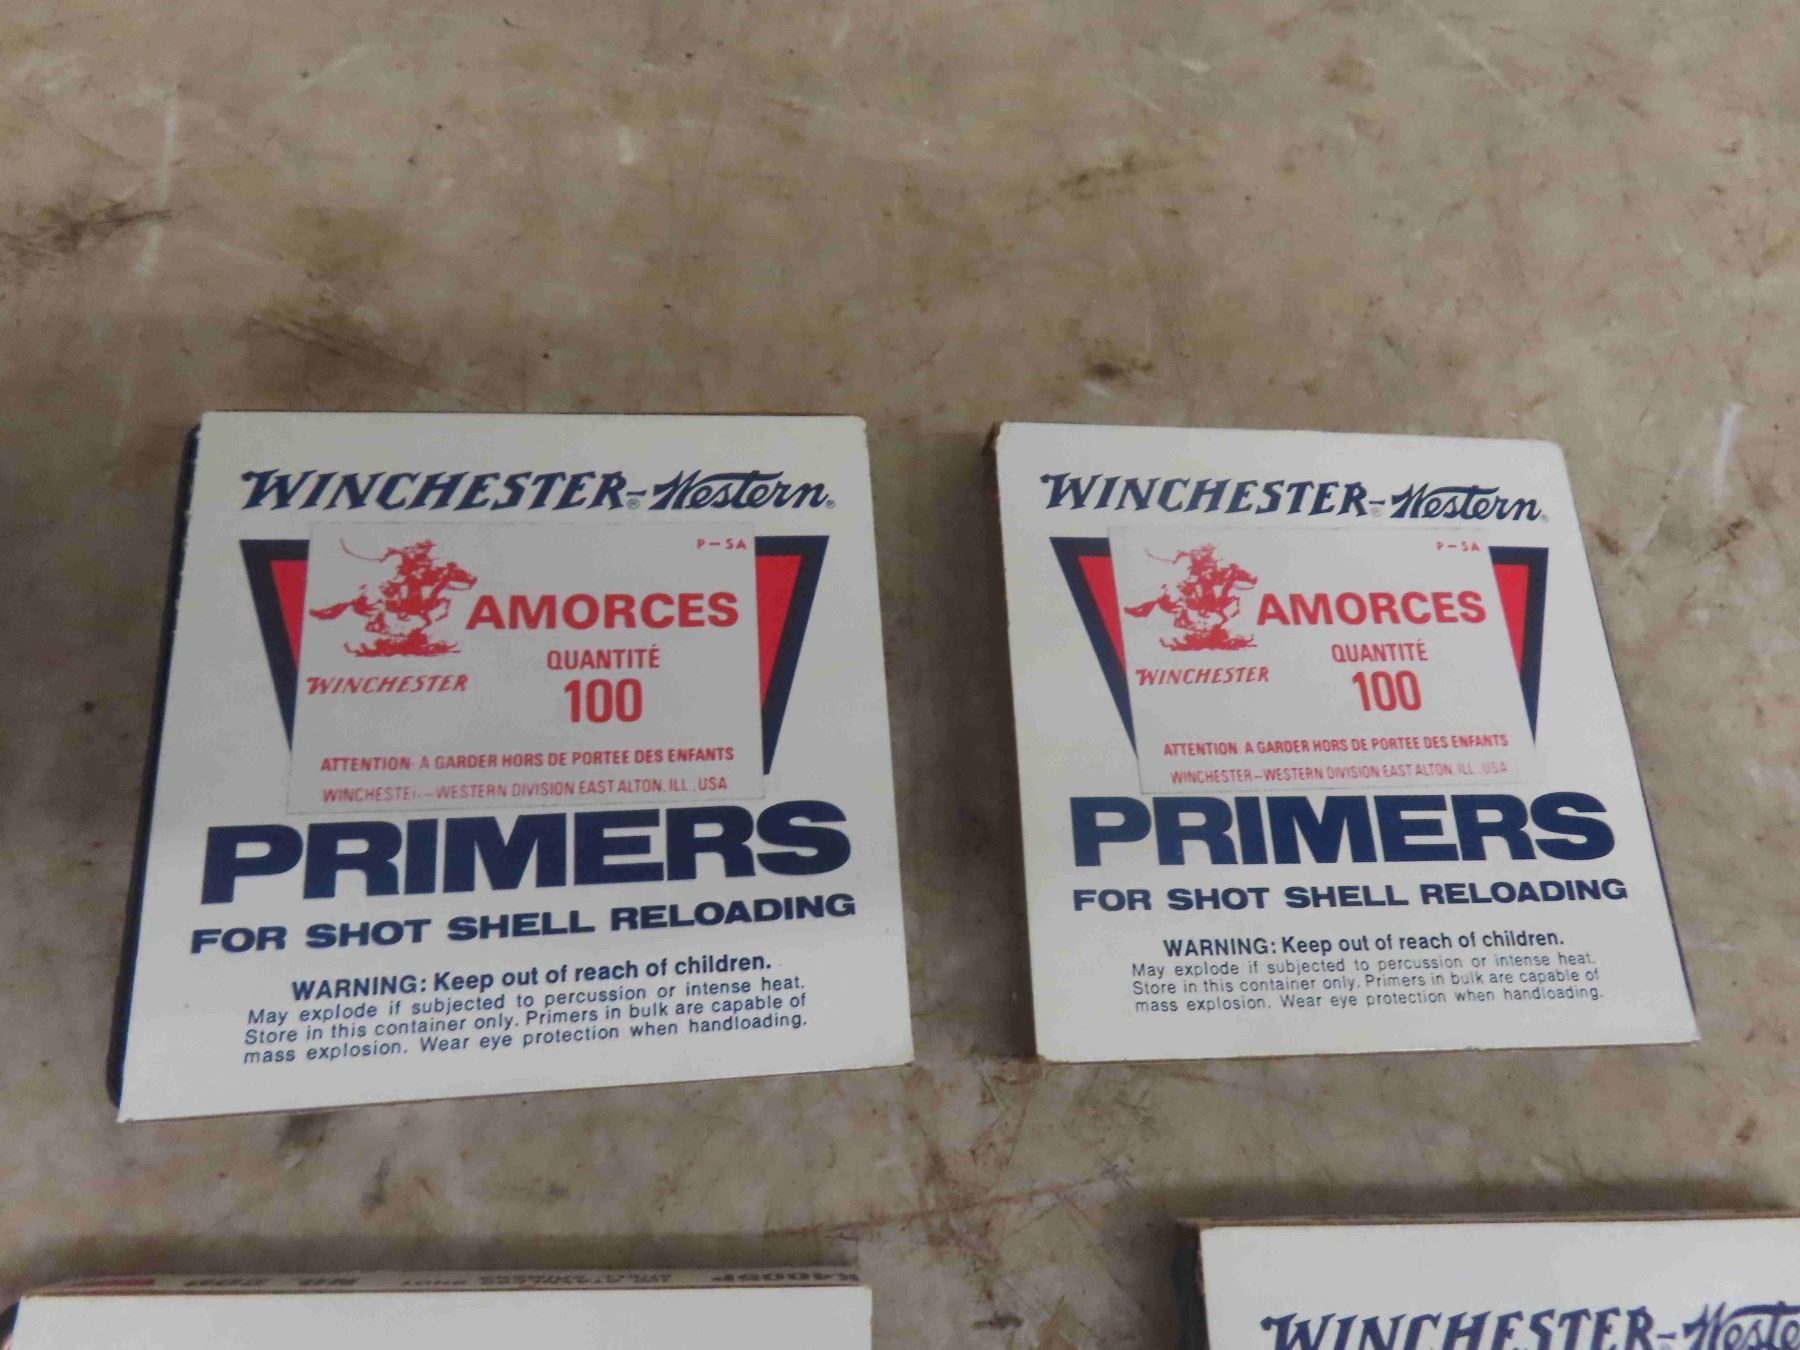 WINCHESTER®-Western®
P-5A
AMORCES
QUANTITÉ
100
WINCHESTER
ATTENTION: A GARDER HORS DE PORTEE DES ENFANTS
WINCHESTER-WESTERN DIVISION EAST ALTON, ILL., USA
PRIMERS
FOR SHOT SHELL RELOADING
WARNING: Keep out of reach of children.
May explode if subjected to percussion or intense heat.
Store in this container only. Primers in bulk are capable of
mass explosion. Wear eye protection when handloading.
WINCHESTER®-Western®
P-5A
AMORCES
QUANTITÉ
100
WINCHESTER
ATTENTION: A GARDER HORS DE PORTEE DES ENFANTS
WINCHESTER-WESTERN DIVISION EAST ALTON, ILL., USA
PRIMERS
FOR SHOT SHELL RELOADING
WARNING: Keep out of reach of children.
May explode if subjected to percussion or intense heat.
Store in this container only. Primers in bulk are capable of
mass explosion. Wear eye protection when handloading.
WINCHESTER-Weste